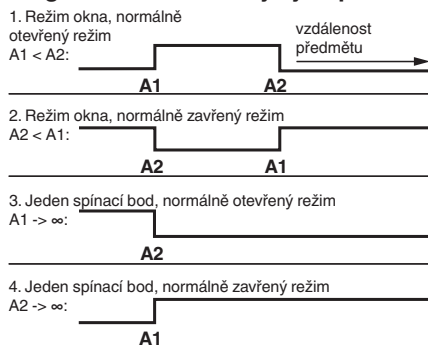 1. Režim okna, normálně
otevřený režim
A1 < A2:
vzdálenost
předmětu
A1 A2
2. Režim okna, normálně zavřený režim
A2 < A1:
A2 A1
3. Jeden spínací bod, normálně otevřený režim
A1 -> ∞:
A2
4. Jeden spínací bod, normálně zavřený režim
A2 -> ∞:
A1